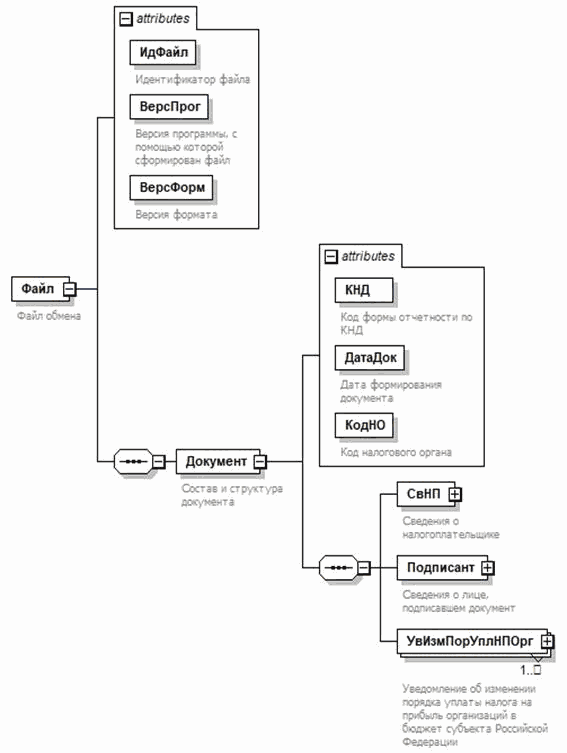 attributes
ИдФайл
Идентификатор файла
ВерсПрог
Версия программы, с
помощью которой
сформирован файл
ВерсФорм
Версия формата
Файл
Файл обмена
attributes
КНД
Код формы отчетности по
КНД
ДатаДок
Дата формирования
документа
КодНО
Код налогового органа
Документ
Состав и структура
документа
СвНП
Сведения о
налогоплательщике
Подписант
Сведения о лице,
подписавшем документ
УвИзмПорУплНПОрг
1..
Уведомление об изменении
порядка уплаты налога на
прибыль организаций в
бюджет субъекта Российской
Федерации